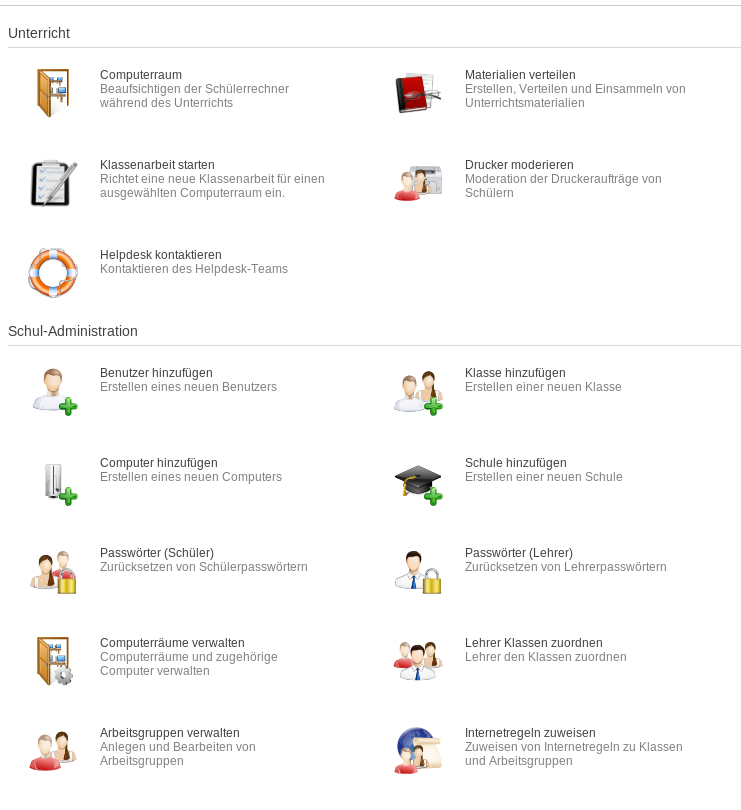 Unterricht
Computerraum
Beaufsichtigen der Schülerrechner
während des Unterrichts
Materialien verteilen
Erstellen, Verteilen und Einsammeln von
Unterrichtsmaterialien
Klassenarbeit starten
Richtet eine neue Klassenarbeit für einen
ausgewählten Computerraum ein.
Drucker moderieren
Moderation der Druckeraufträge von
Schülern
Helpdesk kontaktieren
Kontaktieren des Helpdesk-Teams
Schul-Administration
Benutzer hinzufügen
Erstellen eines neuen Benutzers
Klasse hinzufügen
Erstellen einer neuen Klasse
Computer hinzufügen
Erstellen eines neuen Computers
Schule hinzufügen
Erstellen einer neuen Schule
Passwörter (Schüler)
Zurücksetzen von Schülerpasswörtern
Passwörter (Lehrer)
Zurücksetzen von Lehrerpasswörtern
Computerräume verwalten
Computerräume und zugehörige
Computer verwalten
Lehrer Klassen zuordnen
Lehrer den Klassen zuordnen
Arbeitsgruppen verwalten
Anlegen und Bearbeiten von
Arbeitsgruppen
Internetregeln zuweisen
Zuweisen von Internetregeln zu Klassen
und Arbeitsgruppen